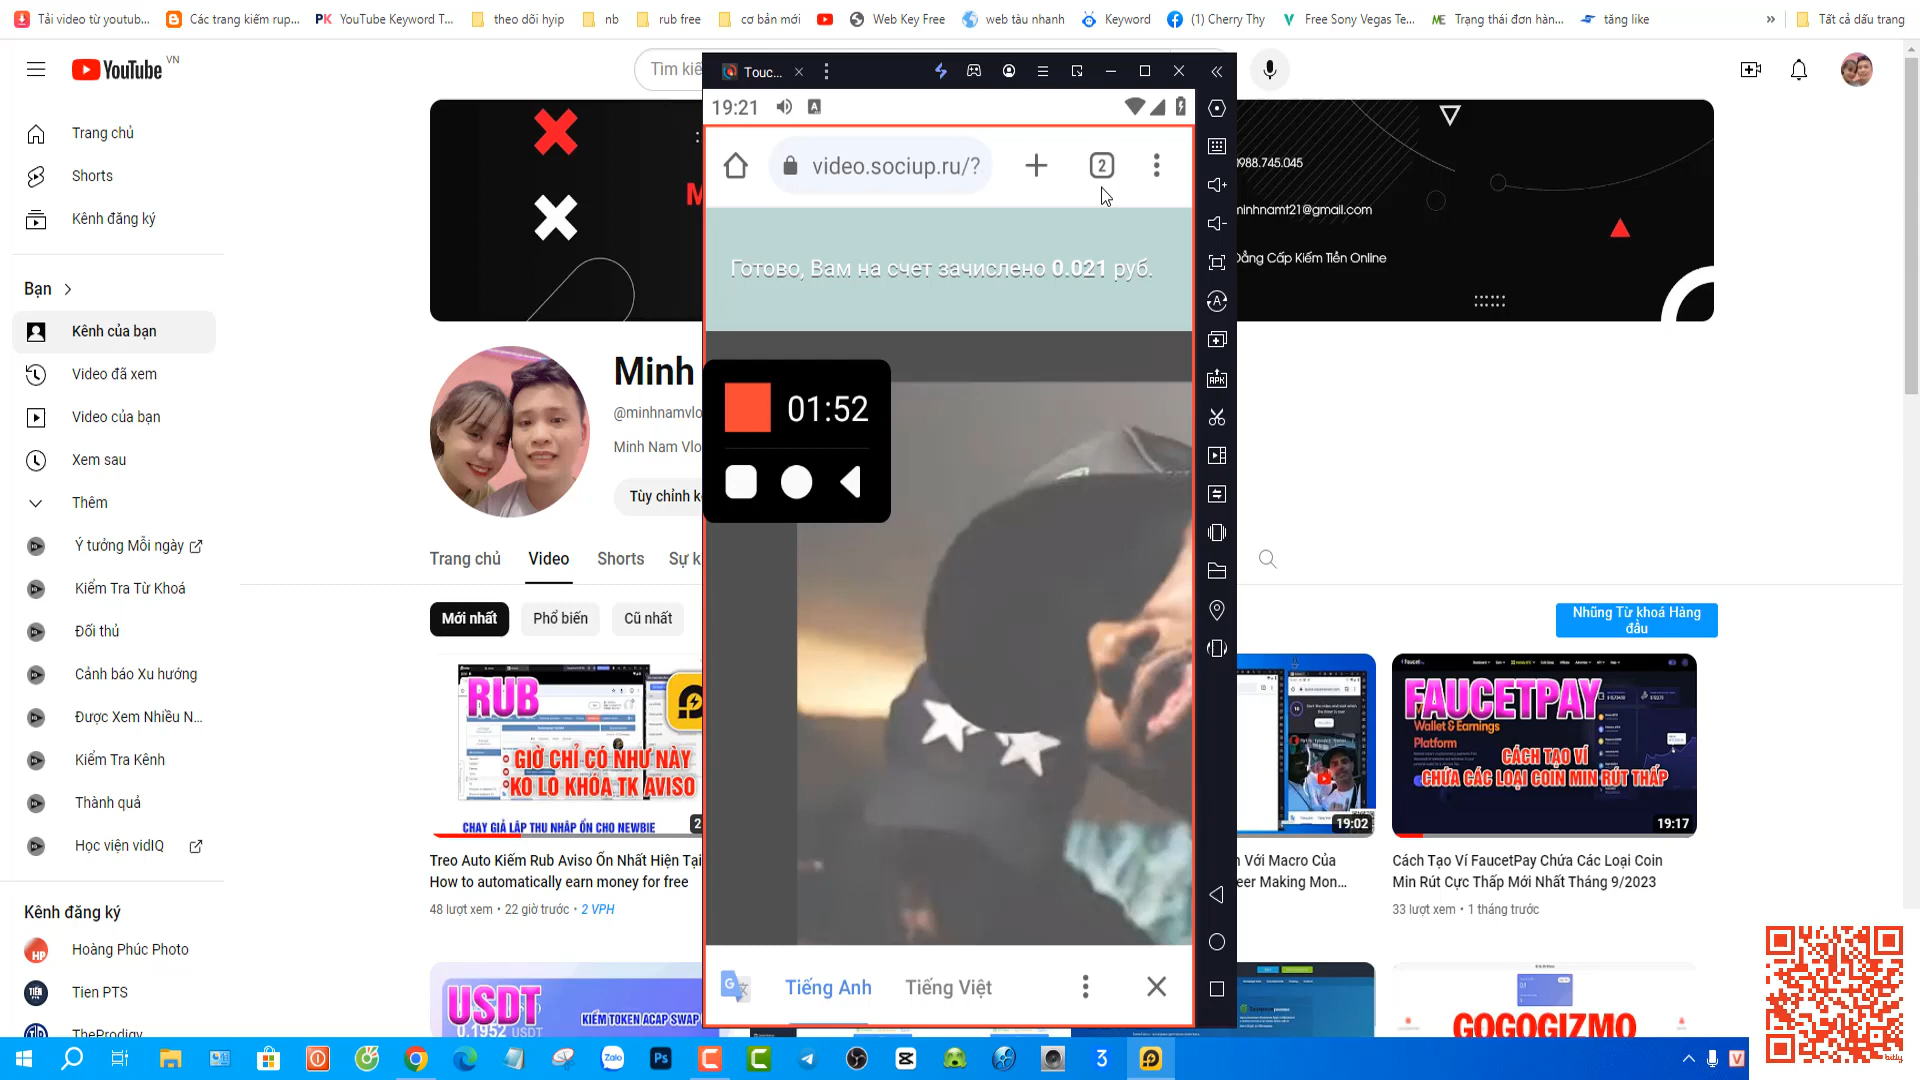 Tải video từ youtub...
Các trang kiếm rup...
YouTube Keyword T...
theo dõi hyip
nb
rub free
cơ bản mới
Web Key Free
web tàu nhanh
Keyword
(1) Cherry Thy
Free Sony Vegas Te...
Trạng thái đơn hàn...
tăng like
»
Tất cả dấu trang
YouTube VN
Tìm kiế
Touc...
19:21
video.sociup.ru/?
2
Готово, Вам на счет зачислено 0.021 руб.
01:52
Tiếng Anh
Tiếng Việt
Trang chủ
Shorts
Kênh đăng ký
Bạn
Kênh của bạn
Video đã xem
Video của bạn
Xem sau
Thêm
Ý tưởng Mỗi ngày
Kiểm Tra Từ Khoá
Đối thủ
Cảnh báo Xu hướng
Được Xem Nhiều N...
Kiểm Tra Kênh
Thành quả
Học viện vidIQ
Kênh đăng ký
Hoàng Phúc Photo
Tien PTS
TheProdigy
0988.745.045
minhnamt21@gmail.com
Đẳng Cấp Kiếm Tiền Online
Minh
@minhnamvlo
Minh Nam Vlo
Tùy chỉnh k
Trang chủ
Video
Shorts
Sự k
Mới nhất
Phổ biến
Cũ nhất
Những Từ khoá Hàng đầu
RUB
GIỜ CHỈ CÓ NHƯ NÀY
KO LO KHÓA TK AVISO
CHẠY GIẢ LẬP THU NHẬP ỔN CHO NEWBIE
2
Treo Auto Kiếm Rub Aviso Ổn Nhất Hiện Tại
How to automatically earn money for free
48 lượt xem • 22 giờ trước • 2 VPH
19:02
n Với Macro Của
eer Making Mon...
FAUCETPAY
Wallet & Earnings
Platform
CÁCH TẠO VÍ
CHỨA CÁC LOẠI COIN MIN RÚT THẤP
19:17
Cách Tạo Ví FaucetPay Chứa Các Loại Coin
Min Rút Cực Thấp Mới Nhất Tháng 9/2023
33 lượt xem • 1 tháng trước
USDT
0.1952 USDT
KIẾM TOKEN ACAP SWAP
GOGOGIZMO
bitly